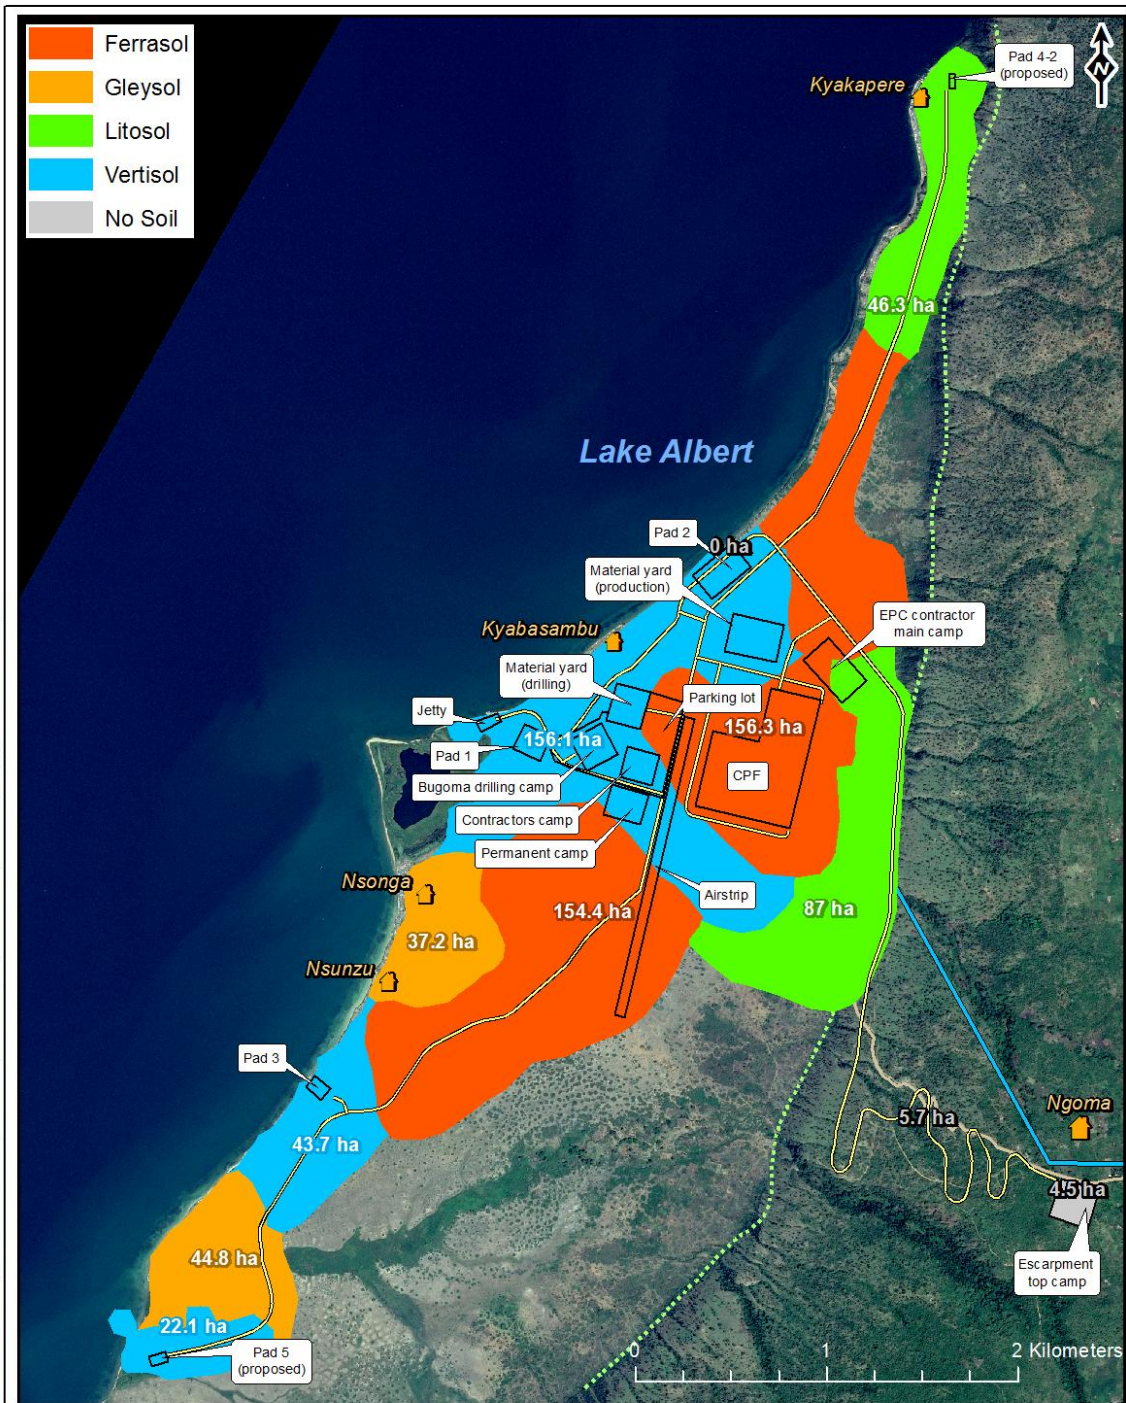 Ferrasol
Gleysol
Litosol
Vertisol
No Soil
N
Pad 4-2
(proposed)
Kyakapere
46.3 ha
Lake Albert
Pad 2
0 ha
Material yard
(production)
EPC contractor
main camp
Kyabasambu
Material yard
(drilling)
Parking lot
Jetty
156.1 ha
156.3 ha
Pad 1
CPF
Bugoma drilling camp
Contractors camp
Permanent camp
Airstrip
Nsonga
154.4 ha
87 ha
37.2 ha
Nsunzu
Pad 3
43.7 ha
5.7 ha
Ngoma
4.5 ha
44.8 ha
Escarpment
top camp
22.1 ha
Pad 5
(proposed)
0 1 2 Kilometers